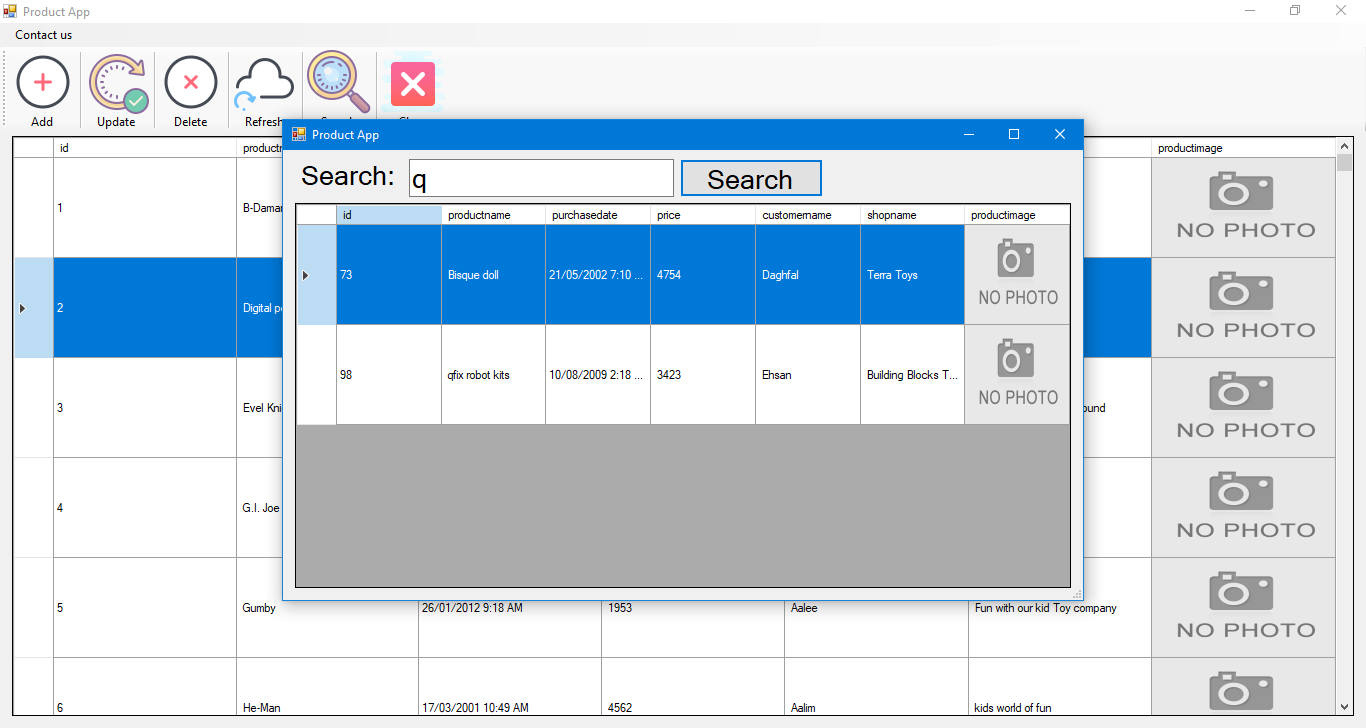 Product App
Contact us
Add Update Delete Refresh
Product App
Search: q Search
id productname purchasedate price customername shopname productimage
73 Bisque doll 21/05/2002 7:10 ... 4754 Daghfal Terra Toys NO PHOTO
98 qfix robot kits 10/08/2009 2:18 ... 3423 Ehsan Building Blocks T... NO PHOTO
id productimage
1 NO PHOTO
2 Digital NO PHOTO
3 Evel NO PHOTO
4 G.I. Joe NO PHOTO
5 Gumby 26/01/2012 9:18 AM 1953 Aalee Fun with our kid Toy company NO PHOTO
6 He-Man 17/03/2001 10:49 AM 4562 Aalim kids world of fun